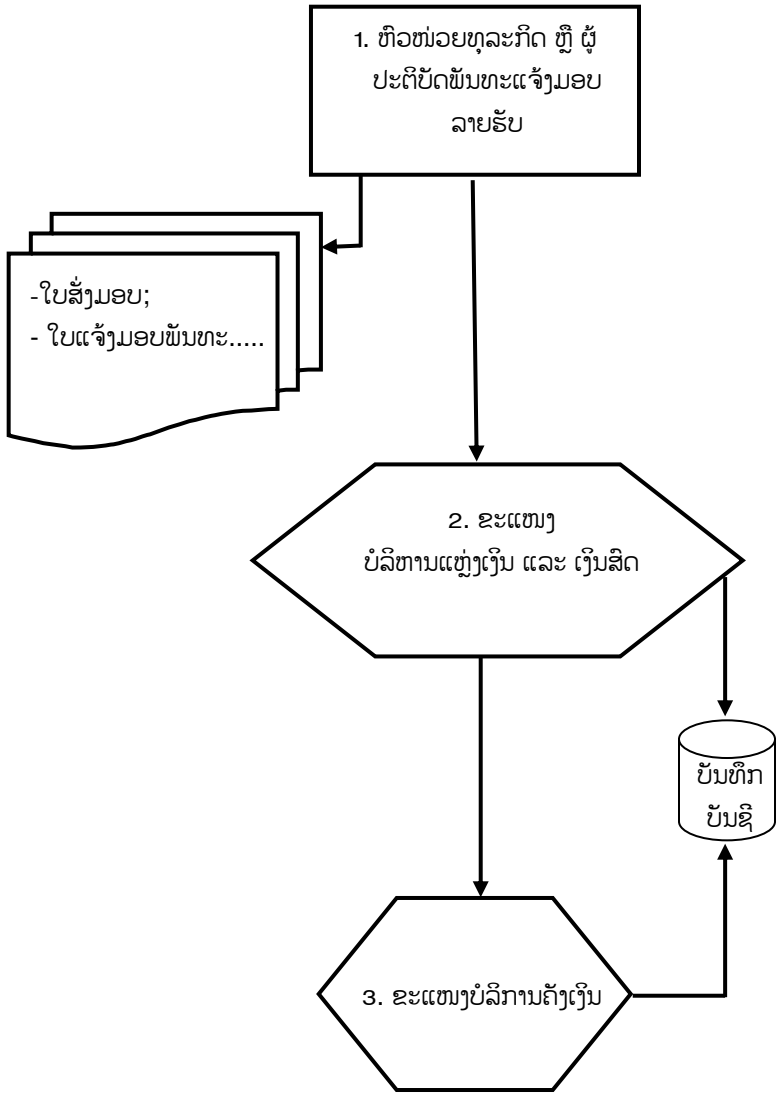 1. ຫົວໜ່ວຍທຸລະກິດ ຫຼື ຜູ້
ປະຕິບັດພັນທະແຈ້ງມອບ
ລາຍຮັບ
-ໃບສັ່ງມອບ;
- ໃບແຈ້ງມອບພັນທະ.....
2. ຂະແໜງ
ບໍລິຫານແຫຼ່ງເງິນ ແລະ ເງິນສົດ
ບັນທຶກ
ບັນຊີ
3. ຂະແໜງບໍລິການຄັງເງິນ